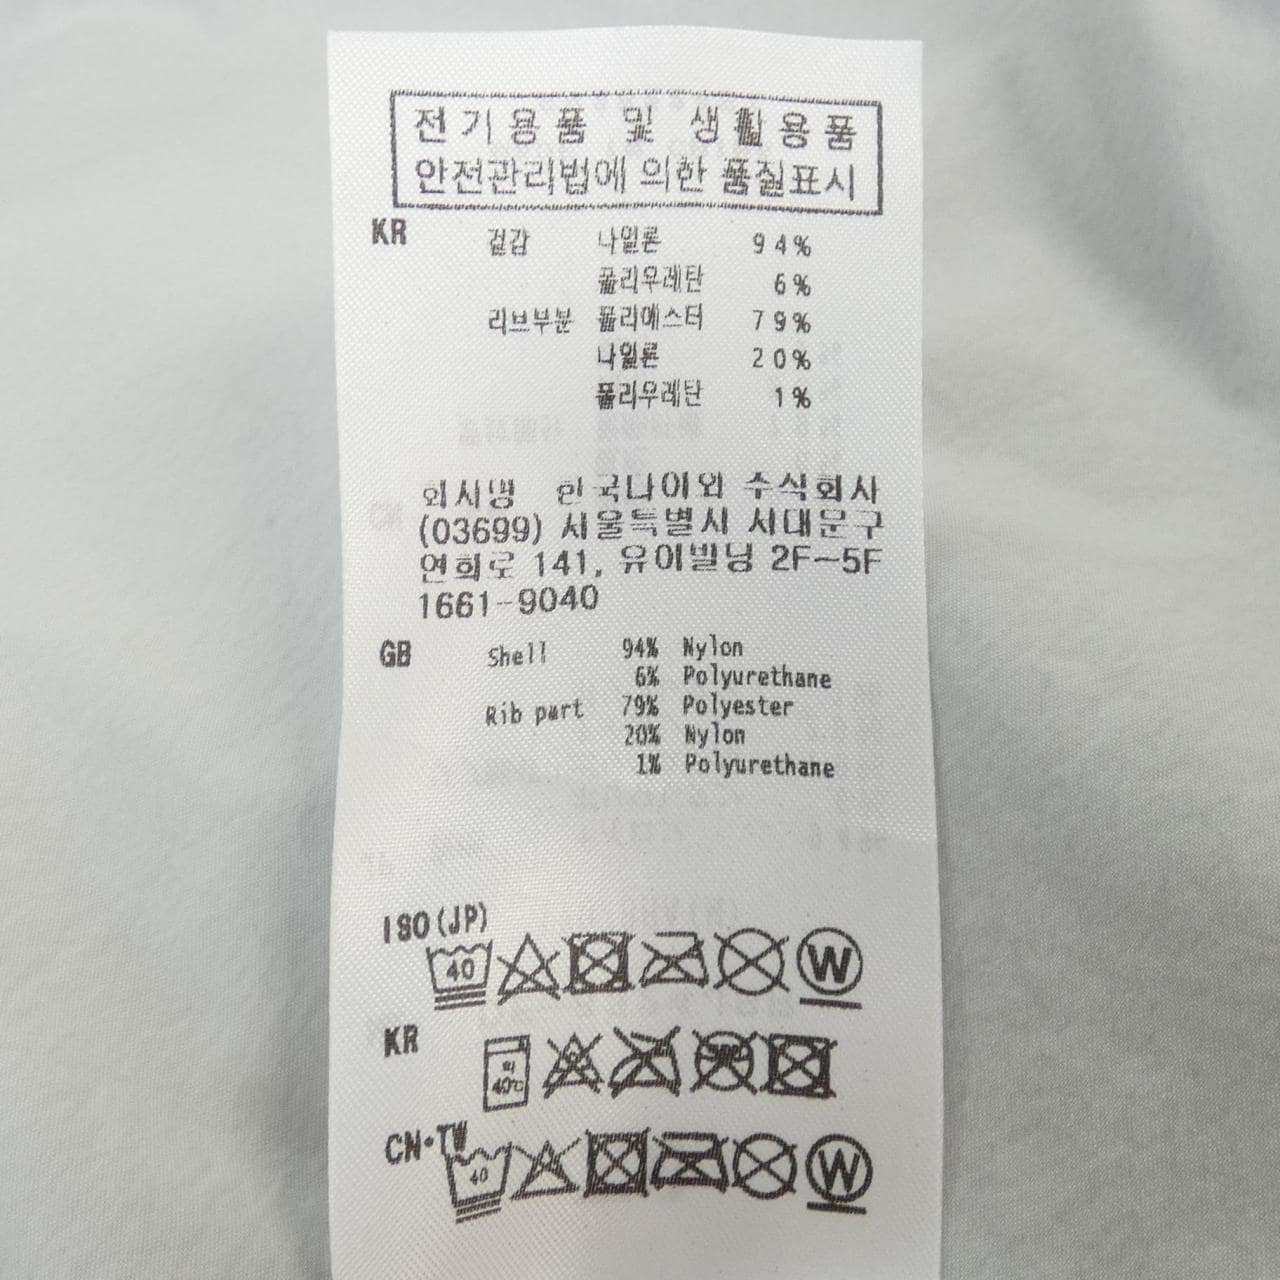 전기용품 및 생활용품
안전관리법에 의한 품질표시
KR 겉감 나일론 94%
폴리우레탄 6%
리브부분 폴리에스터 79%
나일론 20%
폴리우레탄 1%
회사명 한국나이외 주식회사
(03699) 서울특별시 서대문구
연희로 141, 유이빌딩 2F~5F
1661-9040
GB Shell 94% Nylon
6% Polyurethane
Rib part 79% Polyester
20% Nylon
1% Polyurethane
ISO(JP)
40 W
KR
40℃
CN·TW
40 W